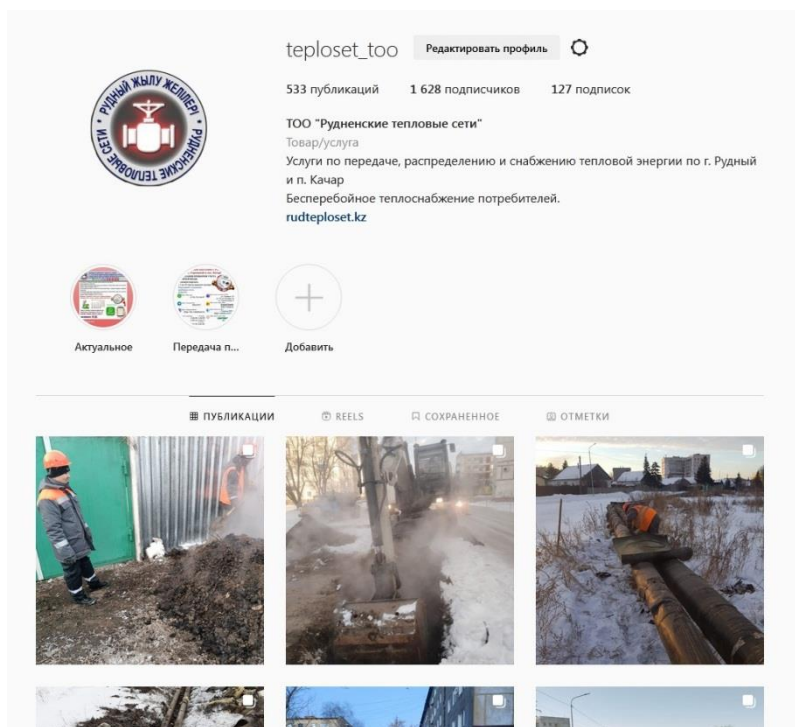 teploset_too Редактировать профиль
533 публикаций 1 628 подписчиков 127 подписок
ТОО "Рудненские тепловые сети"
Товар/услуга
Услуги по передаче, распределению и снабжению тепловой энергии по г. Рудный
и п. Качар
Бесперебойное теплоснабжение потребителей.
rudteploset.kz
РУДНЫЙ ЖЫЛУ ЖЕЛІЛЕРІ
РУДНЕНСКИЕ ТЕПЛОВЫЕ СЕТИ
Актуальное Передача п... Добавить
ПУБЛИКАЦИИ REELS СОХРАНЕННОЕ ОТМЕТКИ